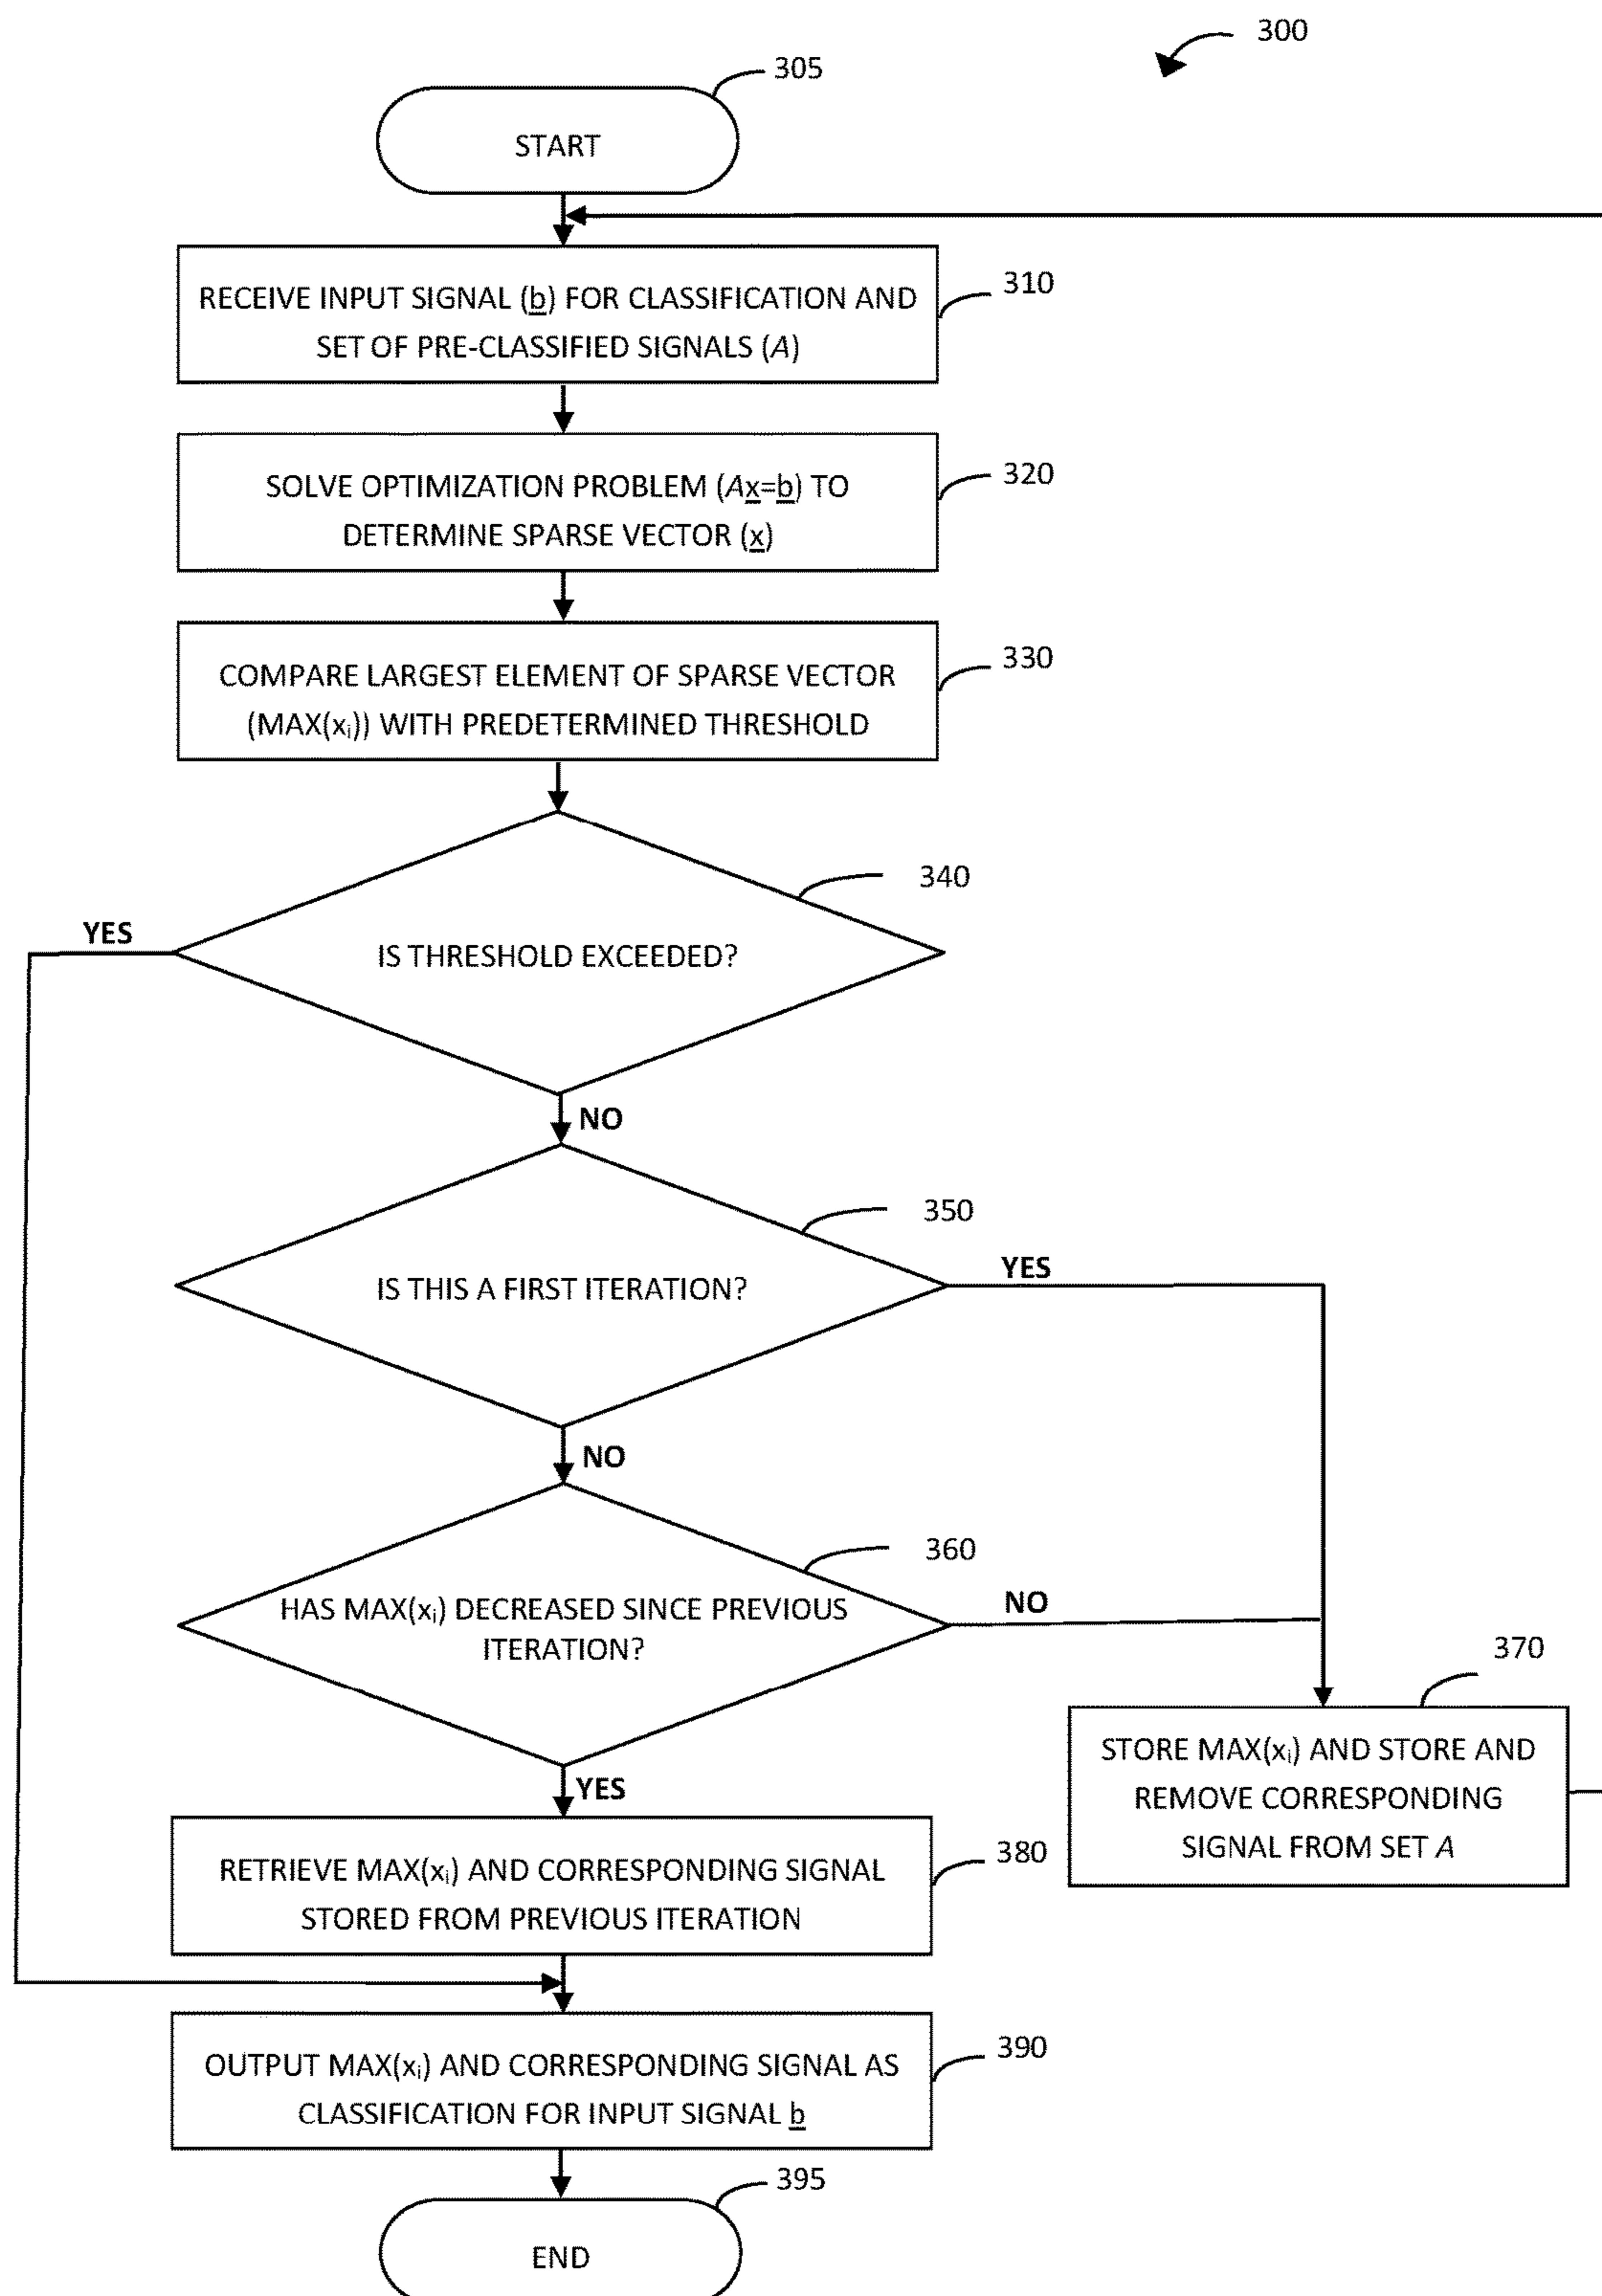 300
305
START
310
RECEIVE INPUT SIGNAL (b) FOR CLASSIFICATION AND
SET OF PRE-CLASSIFIED SIGNALS (A)
320
SOLVE OPTIMIZATION PROBLEM (Ax=b) TO
DETERMINE SPARSE VECTOR (x)
330
COMPARE LARGEST ELEMENT OF SPARSE VECTOR
(MAX(xᵢ)) WITH PREDETERMINED THRESHOLD
340
YES
IS THRESHOLD EXCEEDED?
NO
350
YES
IS THIS A FIRST ITERATION?
NO
360
HAS MAX(xᵢ) DECREASED SINCE PREVIOUS
ITERATION?
NO
370
STORE MAX(xᵢ) AND STORE AND
REMOVE CORRESPONDING
SIGNAL FROM SET A
YES
380
RETRIEVE MAX(xᵢ) AND CORRESPONDING SIGNAL
STORED FROM PREVIOUS ITERATION
390
OUTPUT MAX(xᵢ) AND CORRESPONDING SIGNAL AS
CLASSIFICATION FOR INPUT SIGNAL b
395
END